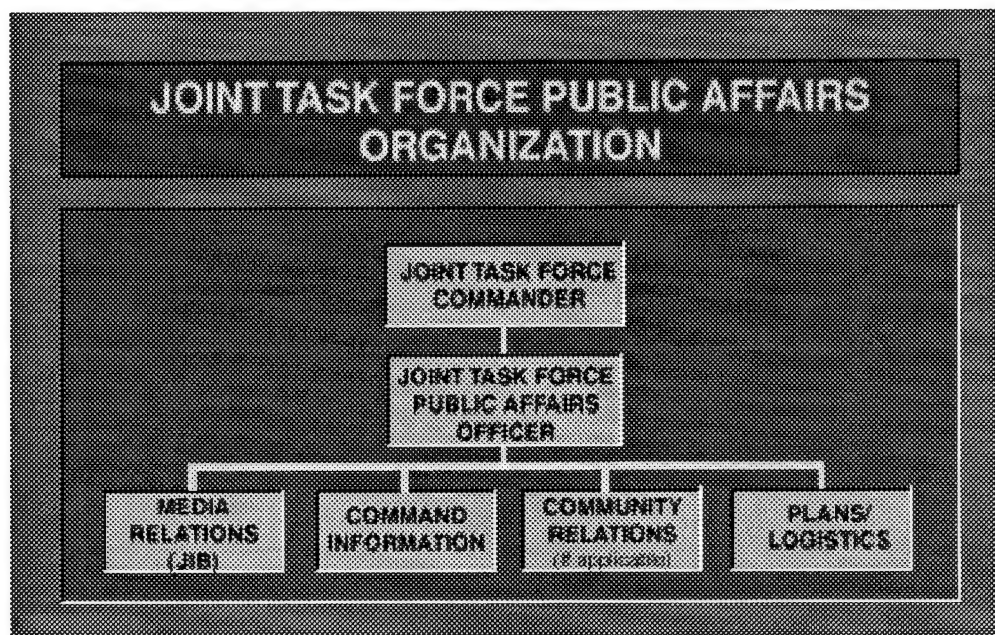 JOINT TASK FORCE PUBLIC AFFAIRS
ORGANIZATION
JOINT TASK FORCE
COMMANDER
JOINT TASK FORCE
PUBLIC AFFAIRS
OFFICER
MEDIA
RELATIONS
(JIB)
COMMAND
INFORMATION
COMMUNITY
RELATIONS
(If applicable)
PLANS/
LOGISTICS